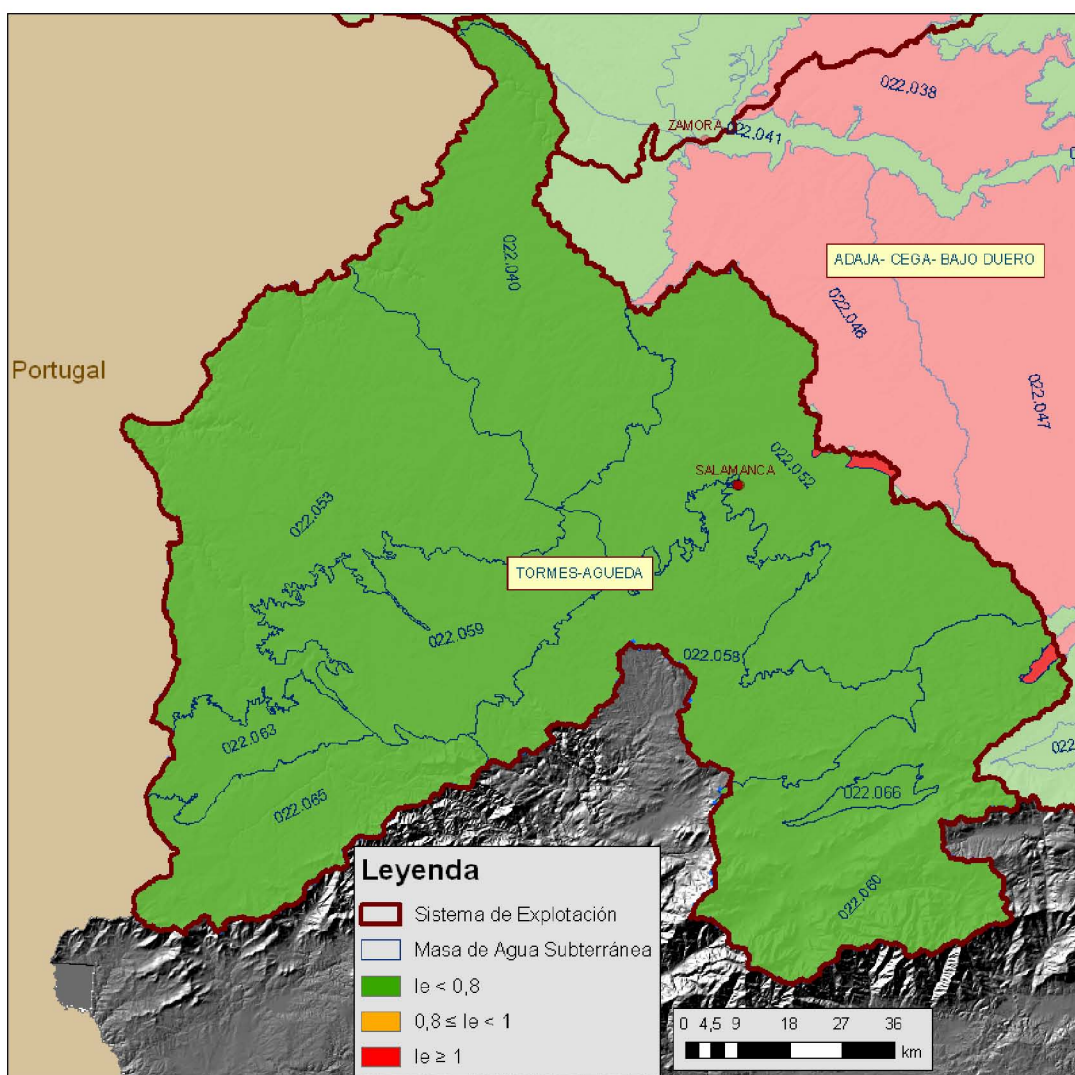 022.038
ZAMORA
022.041
022.040
ADAJA- CEGA- BAJO DUERO
022.048
Portugal
022.047
SALAMANCA
022.052
022.053
TORMES-AGUEDA
022.059
022.058
022.063
022.066
022.065
022.060
Leyenda
Sistema de Explotación
Masa de Agua Subterránea
Ie < 0,8
0,8 ≤ Ie < 1
Ie ≥ 1
0 4,5 9 18 27 36
km